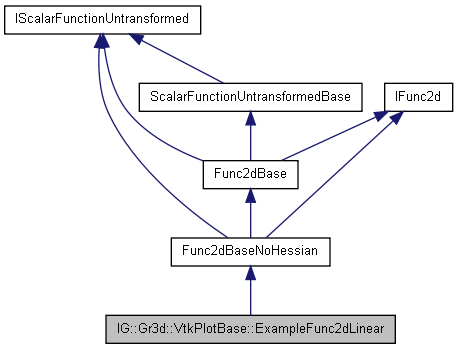 IScalarFunctionUntransformed
ScalarFunctionUntransformedBase
IFunc2d
Func2dBase
Func2dBaseNoHessian
IG::Gr3d::VtkPlotBase::ExampleFunc2dLinear